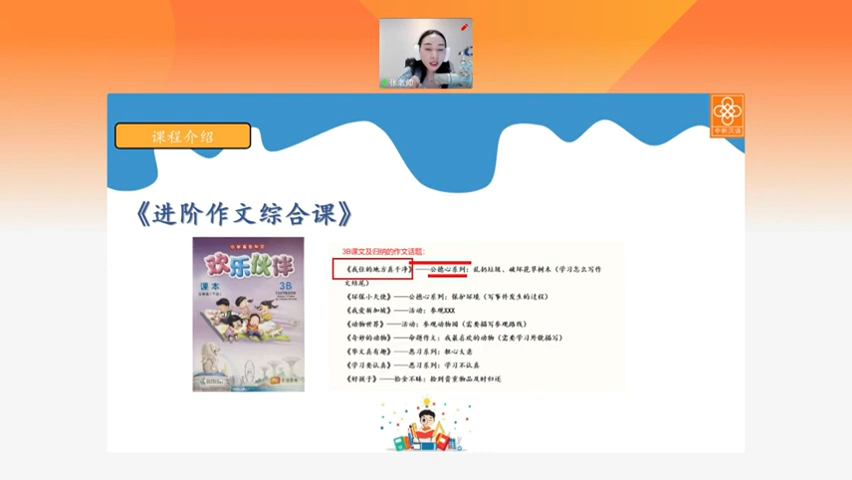 张老师
中新汉语
课程介绍
《进阶作文综合课》
欢乐伙伴
课本
3B
3B课文及归纳的作文话题:
《我住的地方真干净》——公德心系列:乱扔垃圾、破坏花草树木(学习怎么写作
文结尾)
《环保小天使》——公德心系列:保护环境(写事件发生的过程)
《我爱新加坡》——活动:参观XXX
《动物世界》——活动:参观动物园(需要描写参观路线)
《奇妙的动物》——命题作文:我最喜欢的动物(需要学习外貌描写)
《华文真有趣》——恶习系列:粗心大意
《学习要认真》——恶习系列:学习不认真
《好孩子》——拾金不昧:捡到贵重物品及时归还